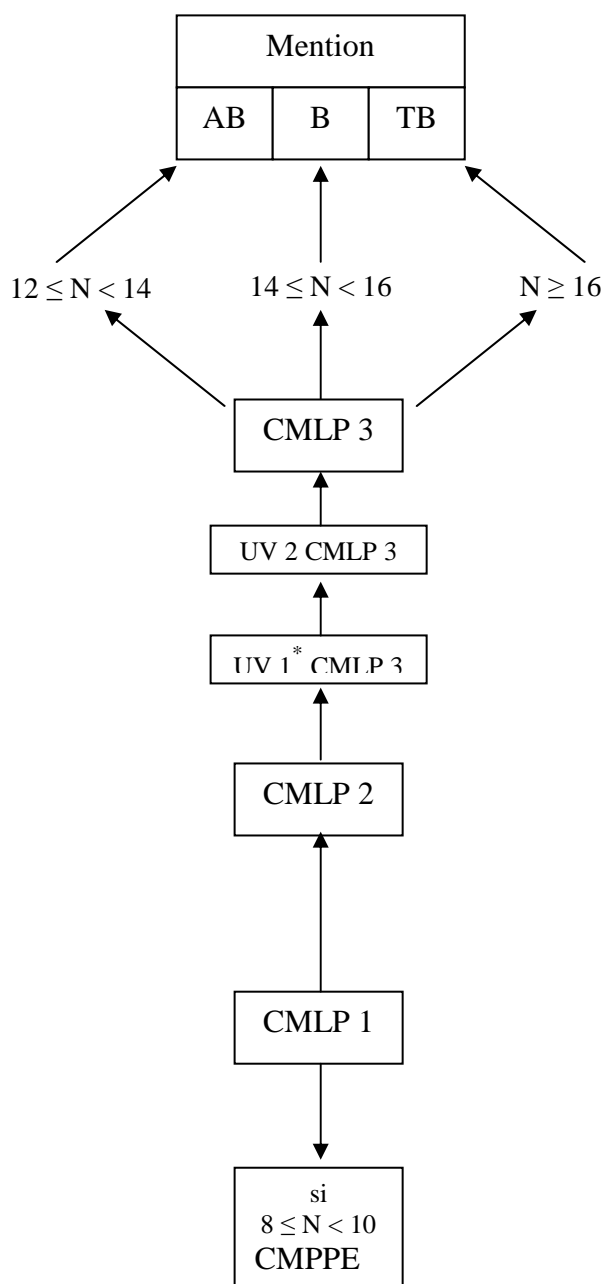 Mention
AB B TB
12 ≤ N < 14 14 ≤ N < 16 N ≥ 16
CMLP 3
UV 2 CMLP 3
UV 1* CMLP 3
CMLP 2
CMLP 1
si
8 ≤ N < 10
CMPPE